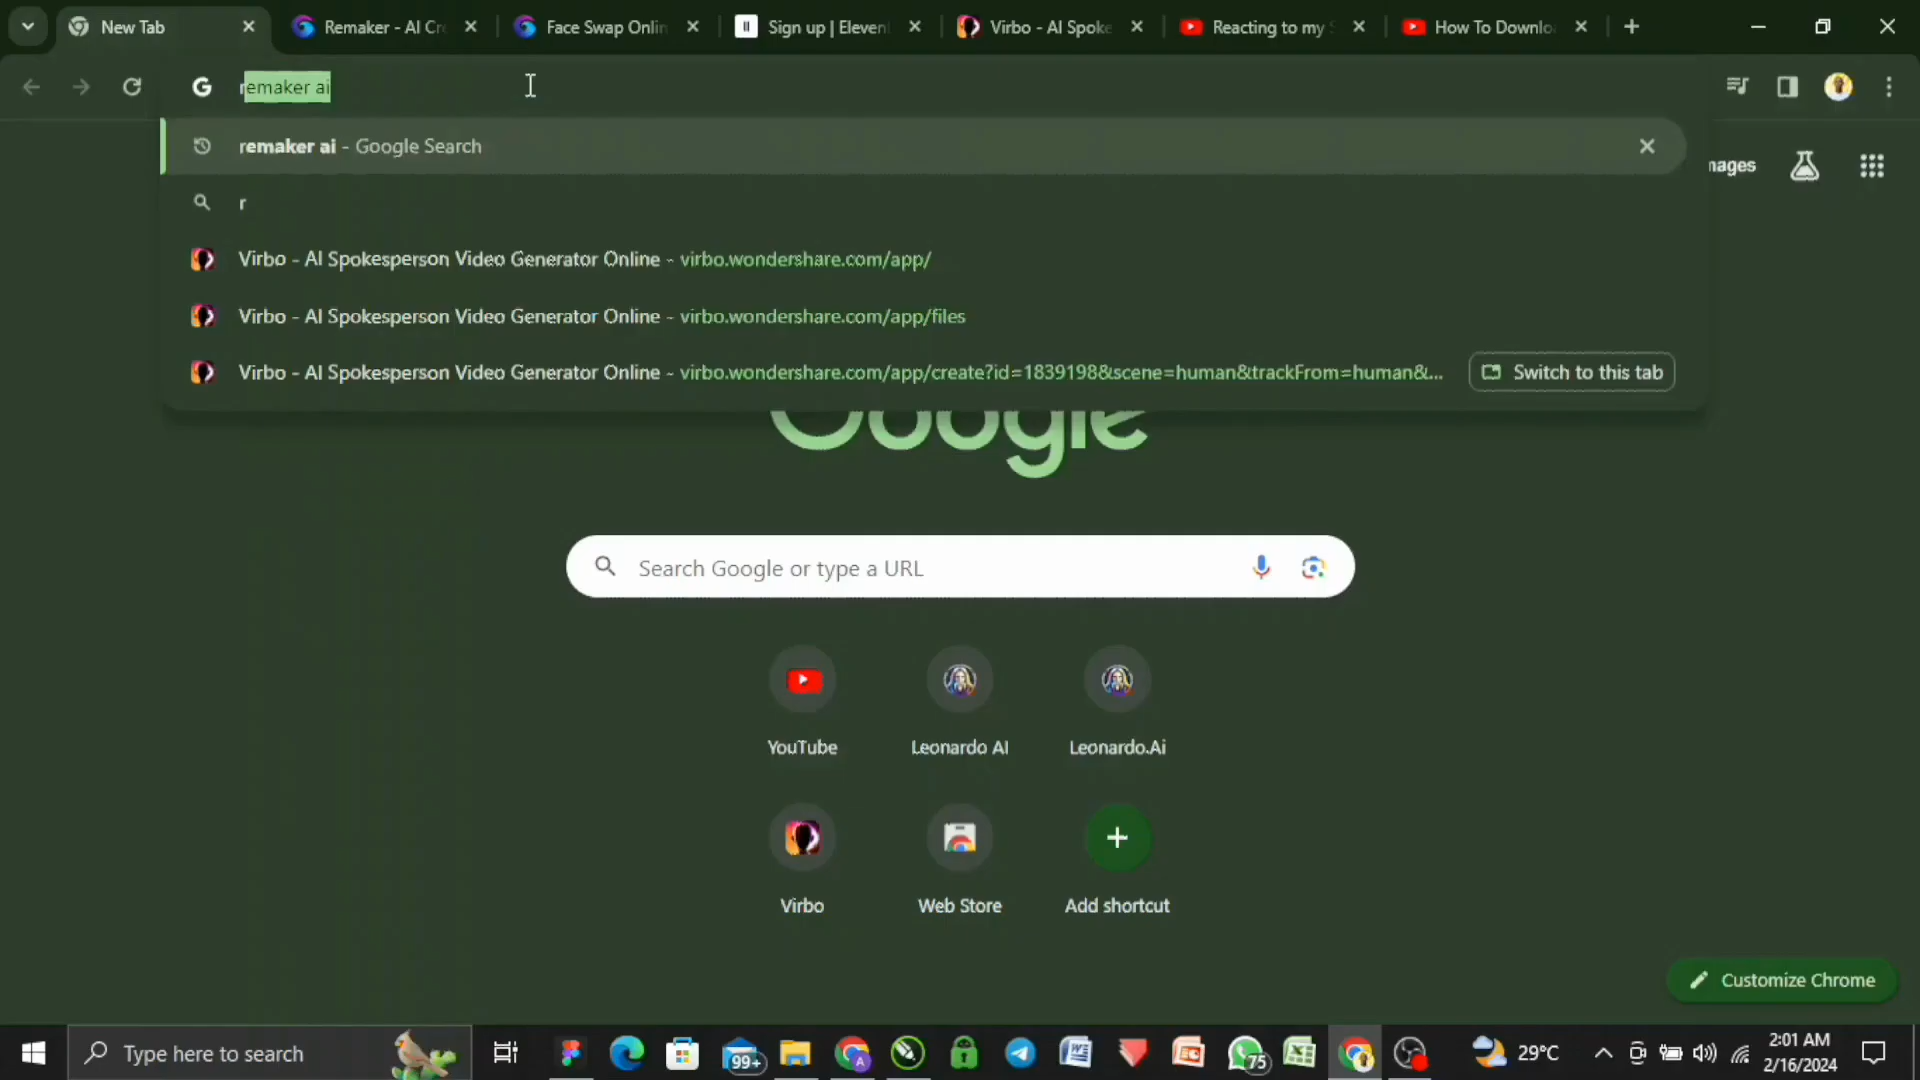 New Tab
Remaker - AI Cr
Face Swap Onlin
Sign up | Eleven
Virbo - AI Spoke
Reacting to my
How To Downlo
remaker ai
remaker ai - Google Search
r
Virbo - AI Spokesperson Video Generator Online - virbo.wondershare.com/app/
Virbo - AI Spokesperson Video Generator Online - virbo.wondershare.com/app/files
Virbo - AI Spokesperson Video Generator Online - virbo.wondershare.com/app/create?id=1839198&scene=human&trackFrom=human&...
Switch to this tab
mages
Google
Search Google or type a URL
YouTube
Leonardo AI
Leonardo.Ai
Virbo
Web Store
Add shortcut
Customize Chrome
Type here to search
99+
A
75
29°C
2:01 AM
2/16/2024